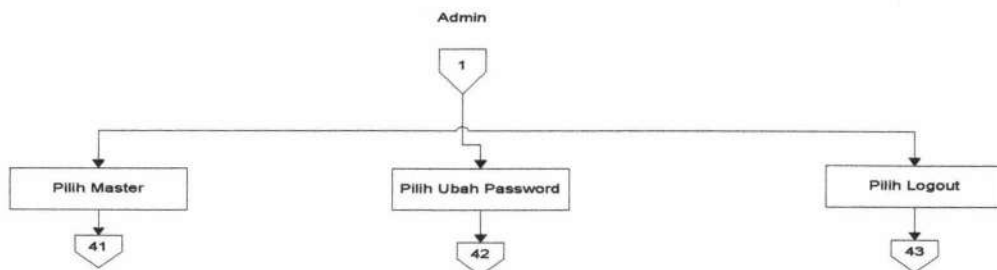 Admin
1
Pilih Master
Pilih Ubah Password
Pilih Logout
41
42
43